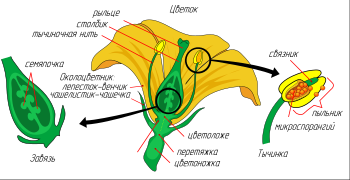 Цветок
рыльце
столбик
тычиночная нить
связник
семяпочка
Околоцветник
лепесток-венчик
чашелистик-чашечка
пыльник
микроспорангий
цветоложе
Завязь
перетяжка
цветоножка
Тычинка